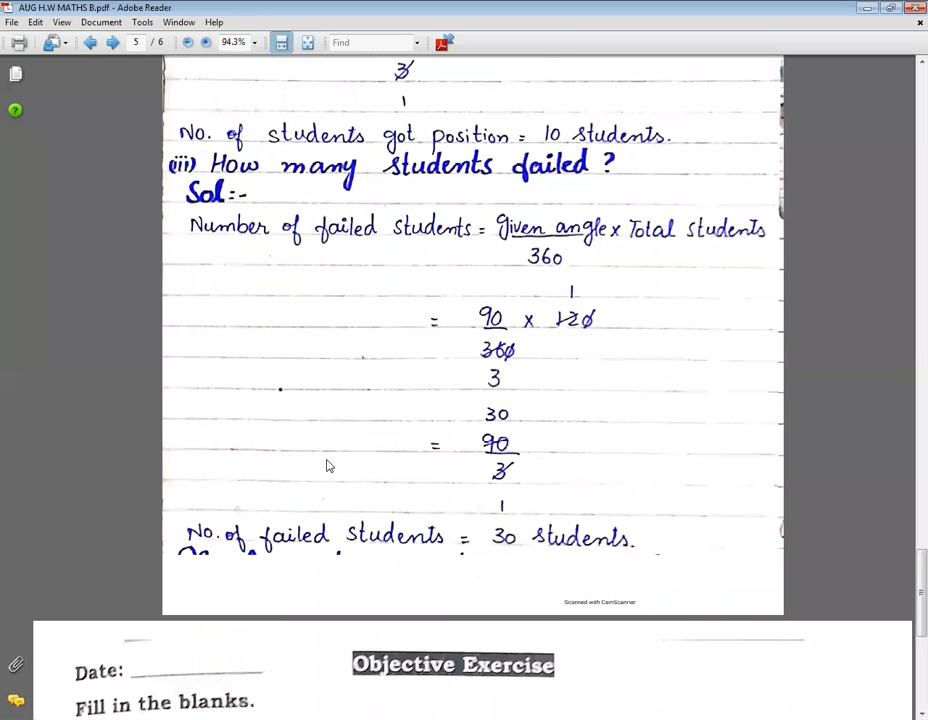 AUG H.W MATHS B.pdf - Adobe Reader
File Edit View Document Tools Window Help
5 / 6 94.3% Find
3
1
No. of students got position = 10 students.
(iii) How many students failed ?
Sol:-
Number of failed students = Given angle x Total students
360
1
= 90 x 120
360
3
30
= 90
3
1
No. of failed students = 30 students.
Scanned with CamScanner
Date:
Objective Exercise
Fill in the blanks.